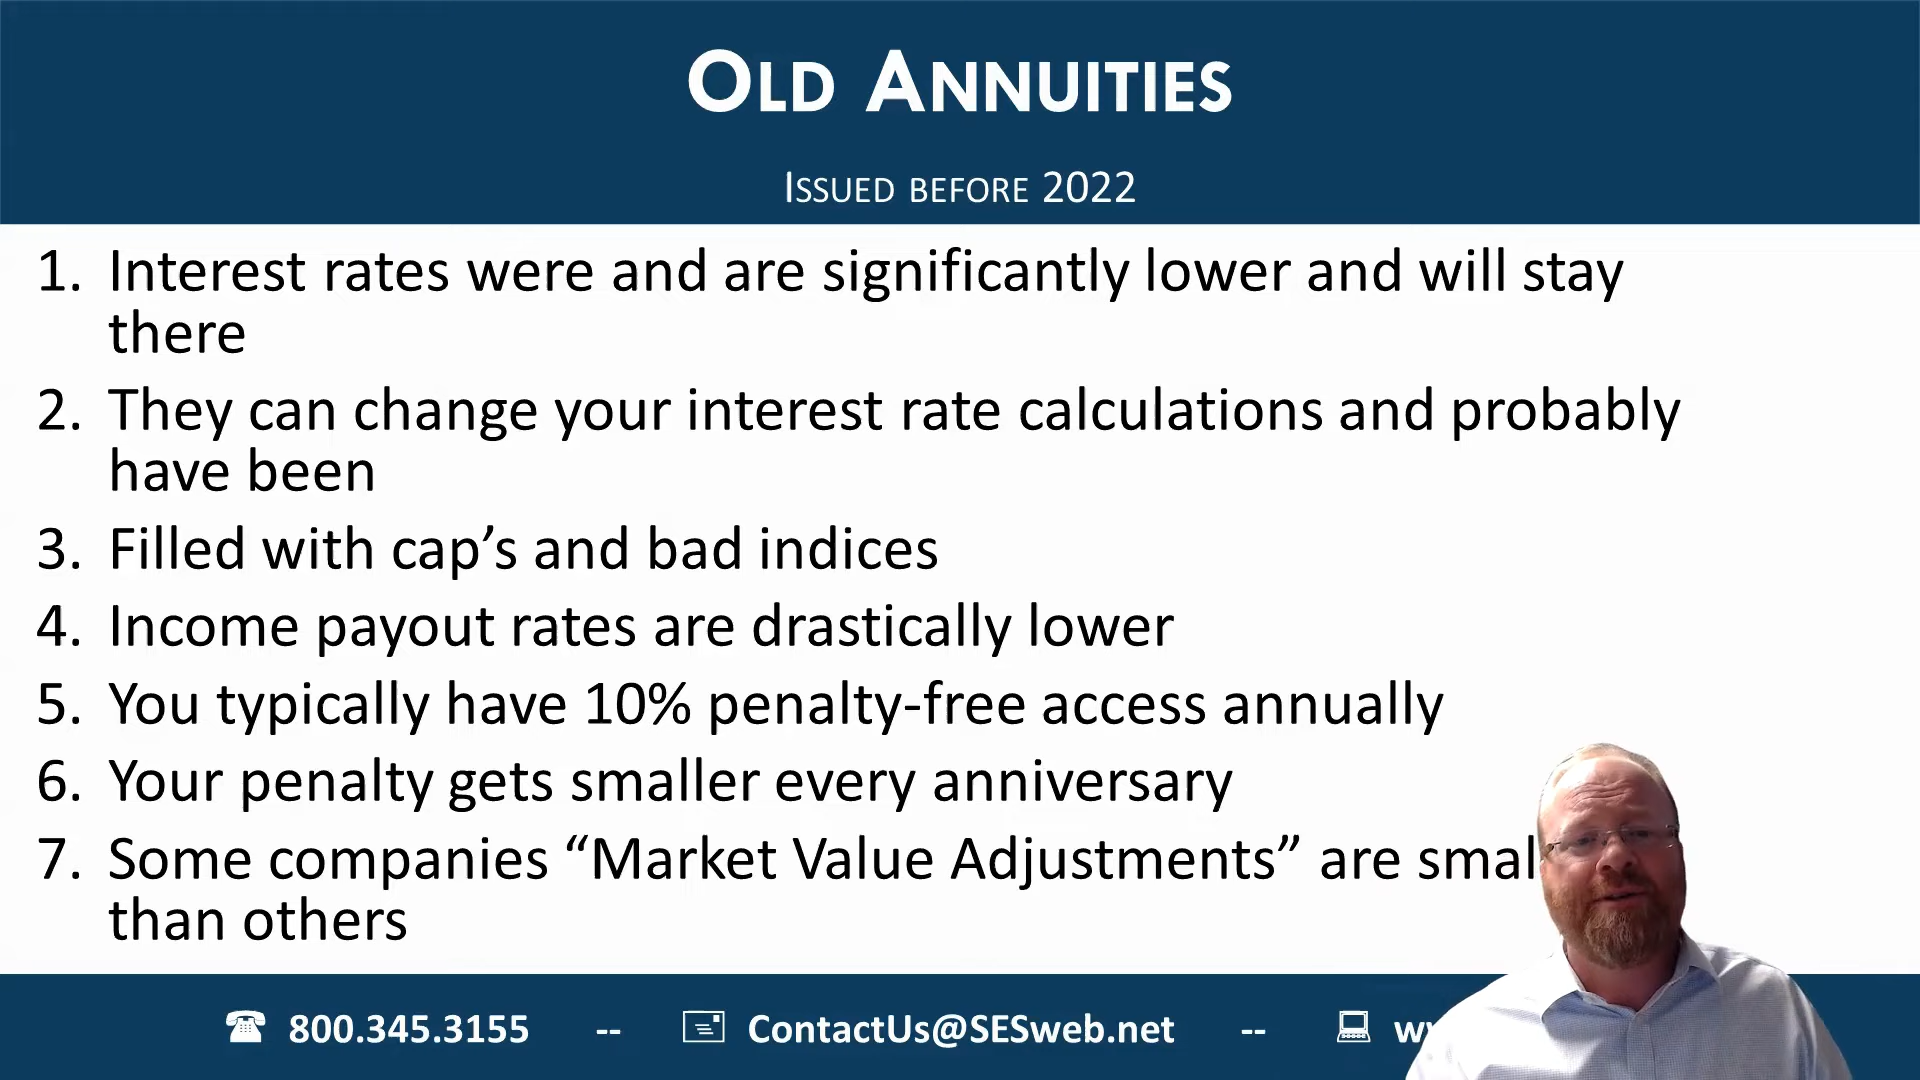 OLD ANNUITIES
ISSUED BEFORE 2022
1. Interest rates were and are significantly lower and will stay
there
2. They can change your interest rate calculations and probably
have been
3. Filled with cap’s and bad indices
4. Income payout rates are drastically lower
5. You typically have 10% penalty-free access annually
6. Your penalty gets smaller every anniversary
7. Some companies “Market Value Adjustments” are
than others
800.345.3155 -- ContactUs@SESweb.net --